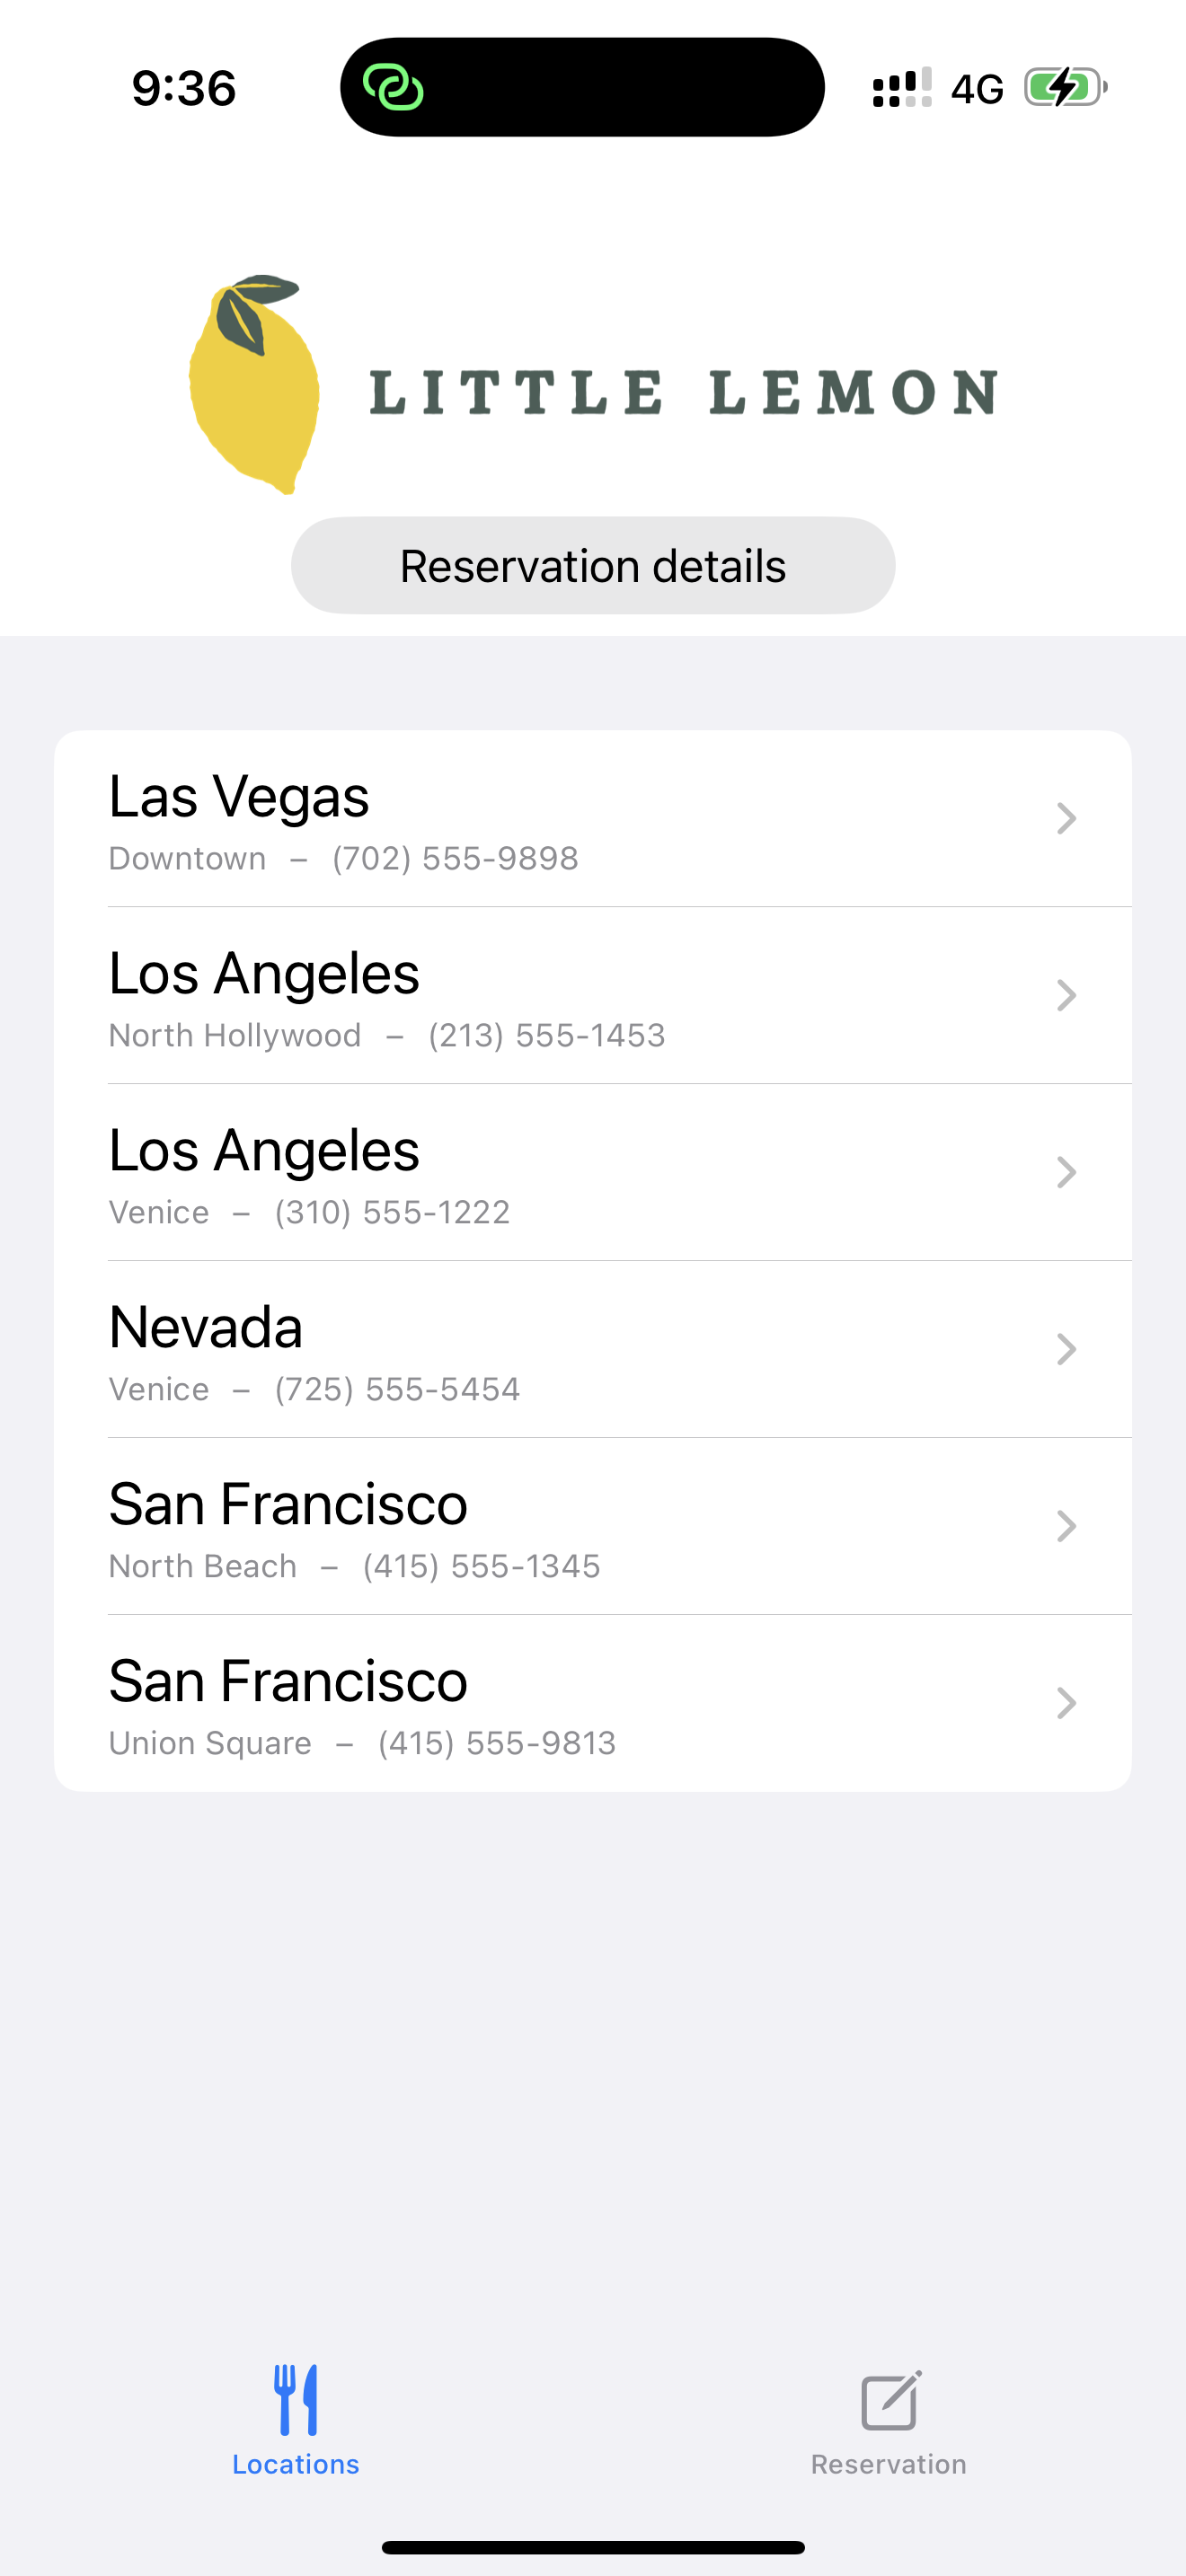 9:36
4G
LITTLE LEMON
Reservation details
Las Vegas
Downtown – (702) 555-9898
Los Angeles
North Hollywood – (213) 555-1453
Los Angeles
Venice – (310) 555-1222
Nevada
Venice – (725) 555-5454
San Francisco
North Beach – (415) 555-1345
San Francisco
Union Square – (415) 555-9813
Locations
Reservation